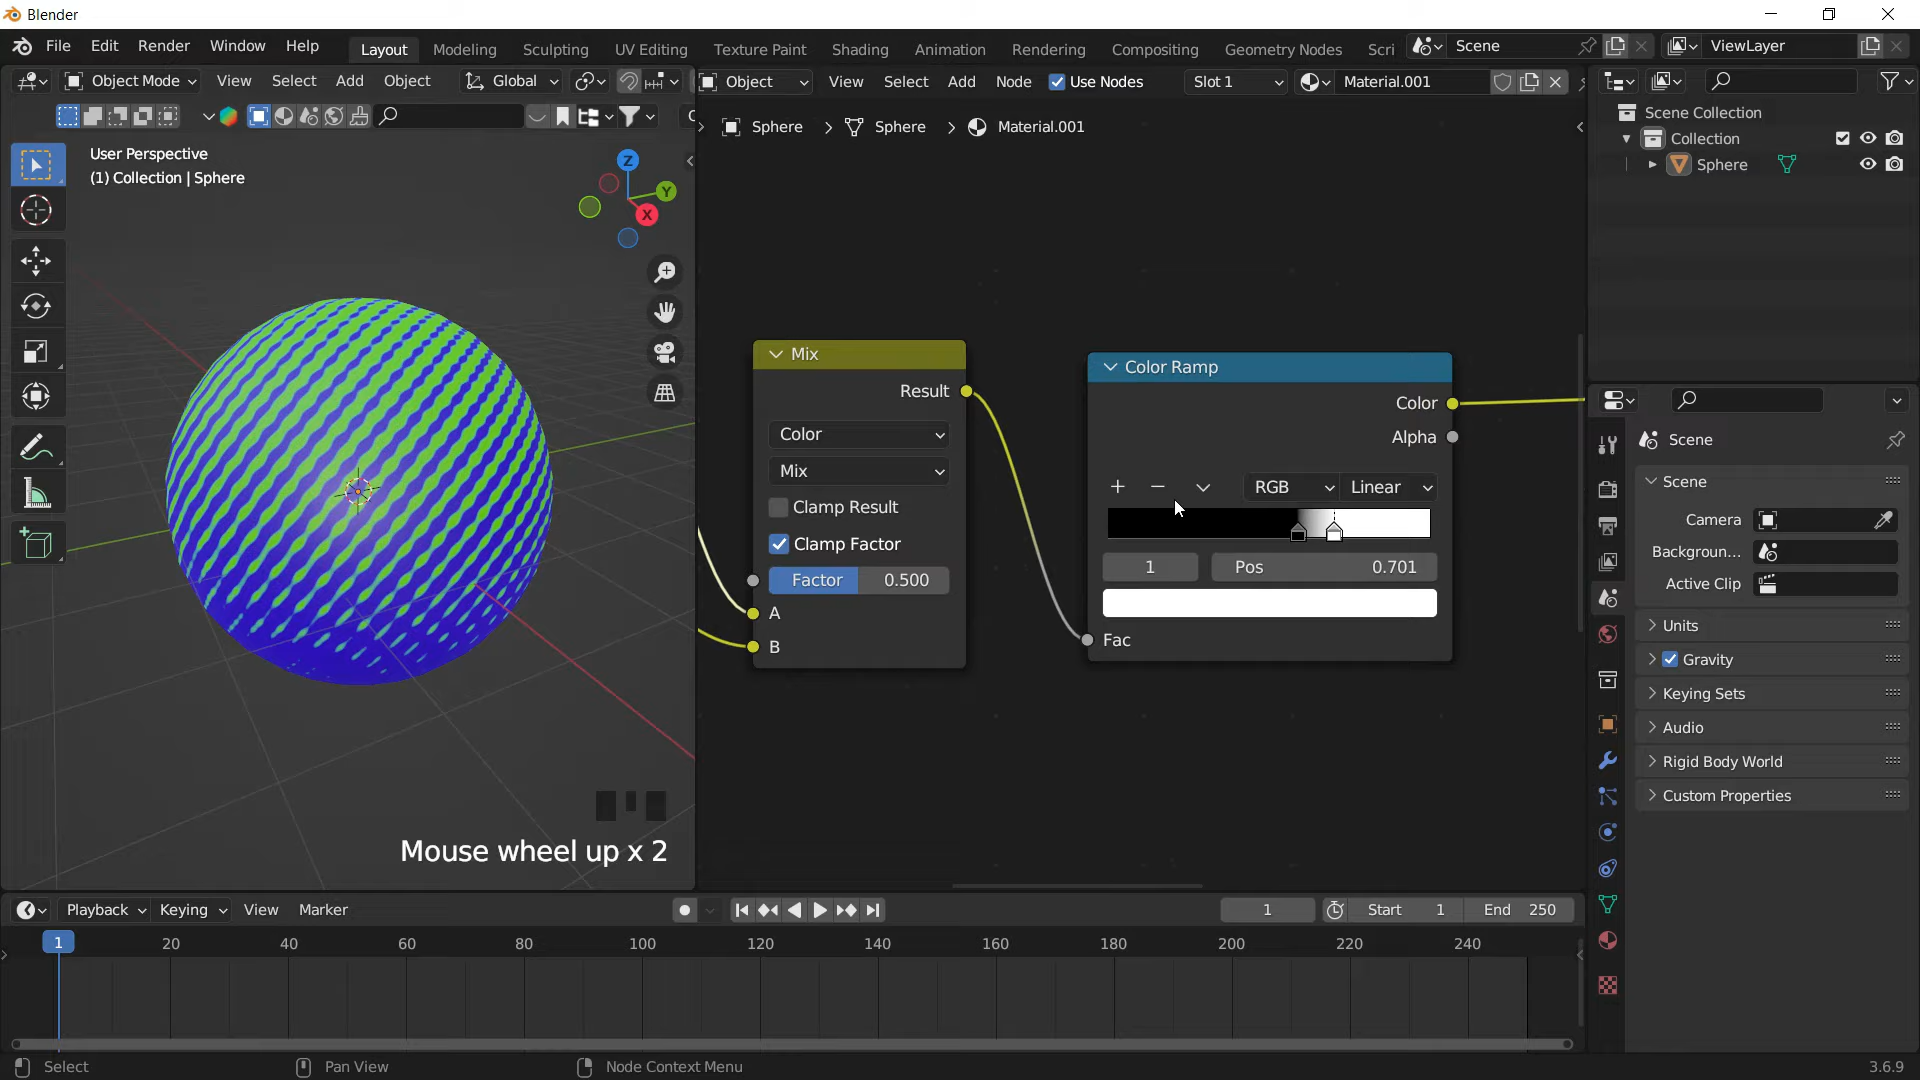 Blender
File Edit Render Window Help Layout Modeling Sculpting UV Editing Texture Paint Shading Animation Rendering Compositing Geometry Nodes Scri Scene ViewLayer
Object Mode View Select Add Object Global Object View Select Add Node Use Nodes Slot 1 Material.001
Sphere Sphere Material.001
Scene Collection
Collection
Sphere
User Perspective
(1) Collection | Sphere
Z
Y
X
Mix
Result
Color
Mix
Clamp Result
Clamp Factor
Factor 0.500
A
B
Color Ramp
Color
Alpha
+ − RGB Linear
1 Pos 0.701
Fac
Scene
Scene
Camera
Backgroun...
Active Clip
Units
Gravity
Keying Sets
Audio
Rigid Body World
Custom Properties
Mouse wheel up x 2
Playback Keying View Marker 1 Start 1 End 250
1 20 40 60 80 100 120 140 160 180 200 220 240
Select Pan View Node Context Menu 3.6.9